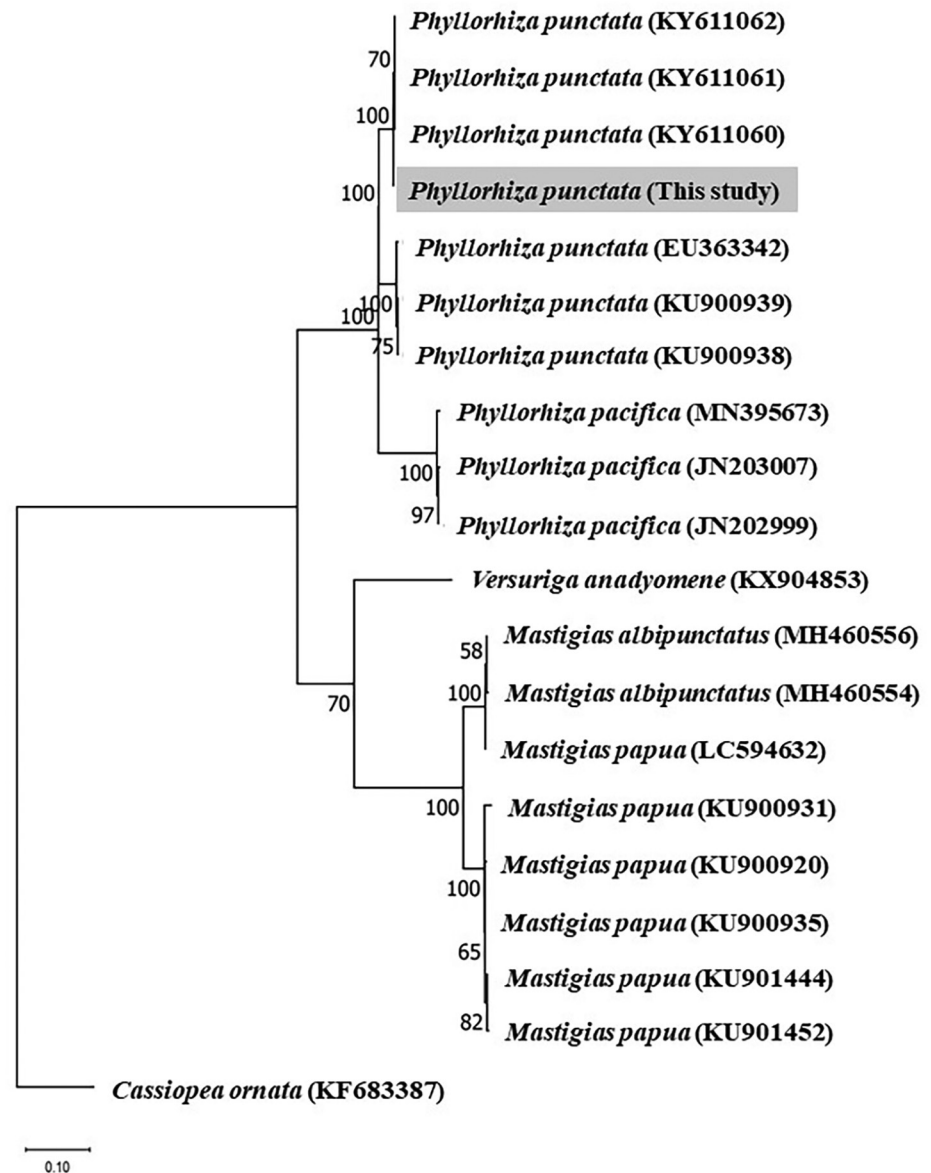 Phyllorhiza punctata (KY611062)
70
Phyllorhiza punctata (KY611061)
100
Phyllorhiza punctata (KY611060)
100
Phyllorhiza punctata (This study)
Phyllorhiza punctata (EU363342)
100
Phyllorhiza punctata (KU900939)
100
75
Phyllorhiza punctata (KU900938)
Phyllorhiza pacifica (MN395673)
Phyllorhiza pacifica (JN203007)
100
97
Phyllorhiza pacifica (JN202999)
Versuriga anadyomene (KX904853)
Mastigias albipunctatus (MH460556)
58
100
Mastigias albipunctatus (MH460554)
70
Mastigias papua (LC594632)
100
Mastigias papua (KU900931)
Mastigias papua (KU900920)
100
Mastigias papua (KU900935)
65
Mastigias papua (KU901444)
82
Mastigias papua (KU901452)
Cassiopea ornata (KF683387)
0.10